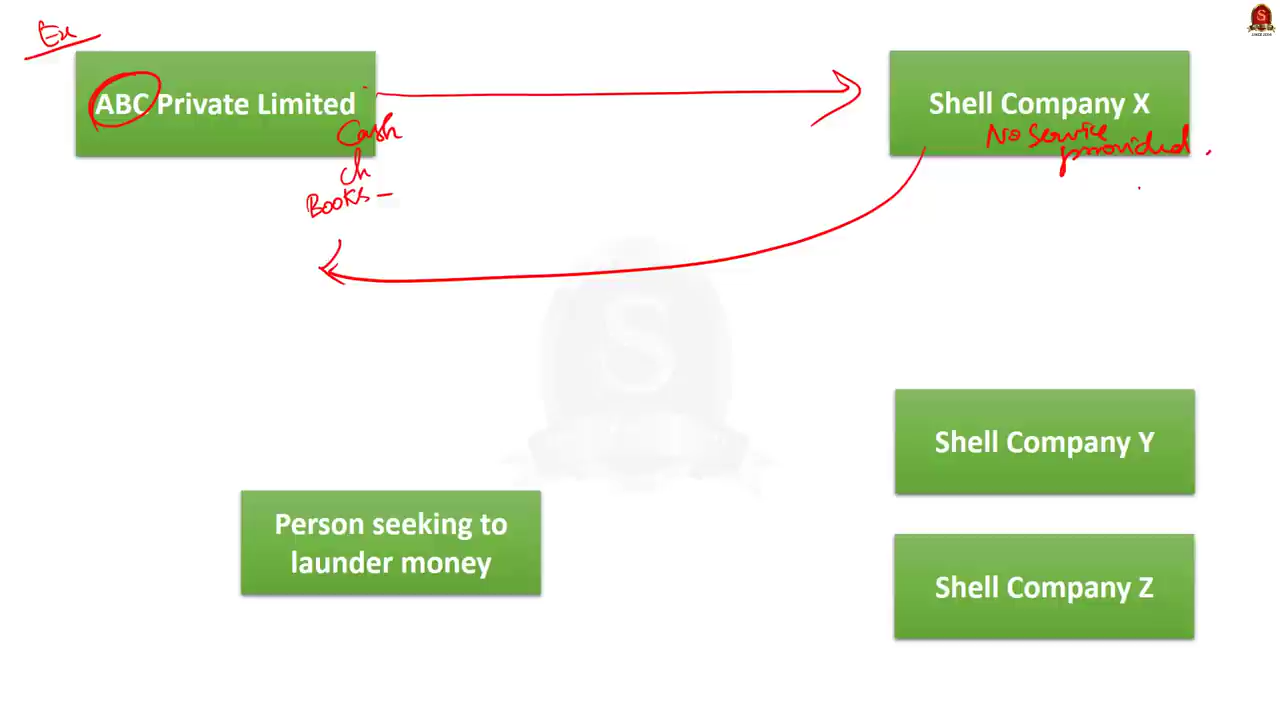 Ex
ABC Private Limited
Shell Company X
Cash
No Service
provided.
ch
Books -
S
Shell Company Y
Person seeking to
launder money
Shell Company Z